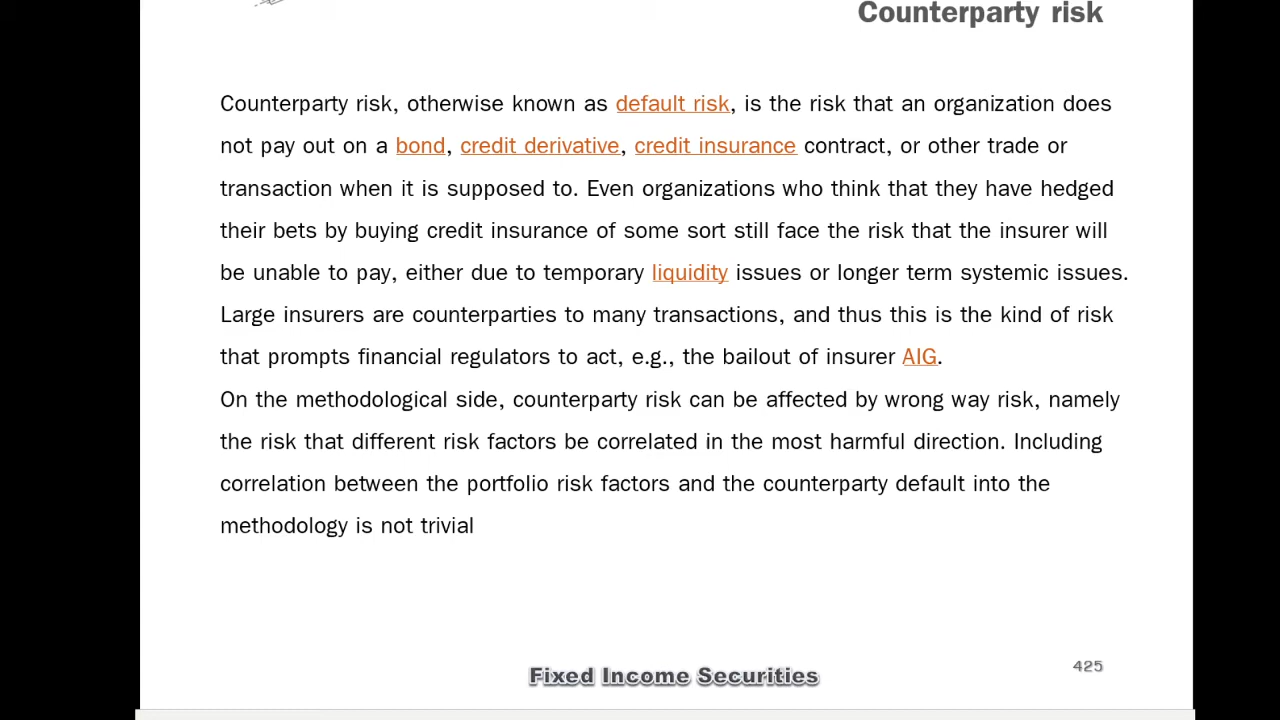 Counterparty risk
Counterparty risk, otherwise known as default risk, is the risk that an organization does
not pay out on a bond, credit derivative, credit insurance contract, or other trade or
transaction when it is supposed to. Even organizations who think that they have hedged
their bets by buying credit insurance of some sort still face the risk that the insurer will
be unable to pay, either due to temporary liquidity issues or longer term systemic issues.
Large insurers are counterparties to many transactions, and thus this is the kind of risk
that prompts financial regulators to act, e.g., the bailout of insurer AIG.
On the methodological side, counterparty risk can be affected by wrong way risk, namely
the risk that different risk factors be correlated in the most harmful direction. Including
correlation between the portfolio risk factors and the counterparty default into the
methodology is not trivial
425
Fixed Income Securities